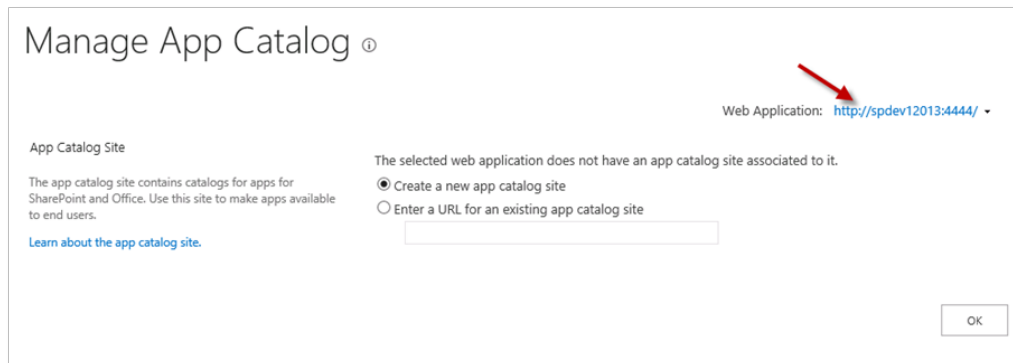 Manage App Catalog
Web Application: http://spdev12013:4444/
App Catalog Site
The app catalog site contains catalogs for apps for
SharePoint and Office. Use this site to make apps available
to end users.
Learn about the app catalog site.
The selected web application does not have an app catalog site associated to it.
Create a new app catalog site
Enter a URL for an existing app catalog site
OK